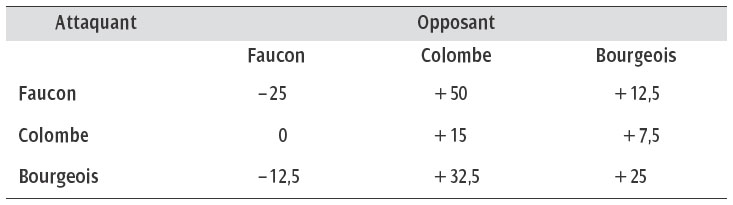 Attaquant Opposant
Faucon Colombe Bourgeois
Faucon –25 +50 +12,5
Colombe 0 +15 +7,5
Bourgeois –12,5 +32,5 +25